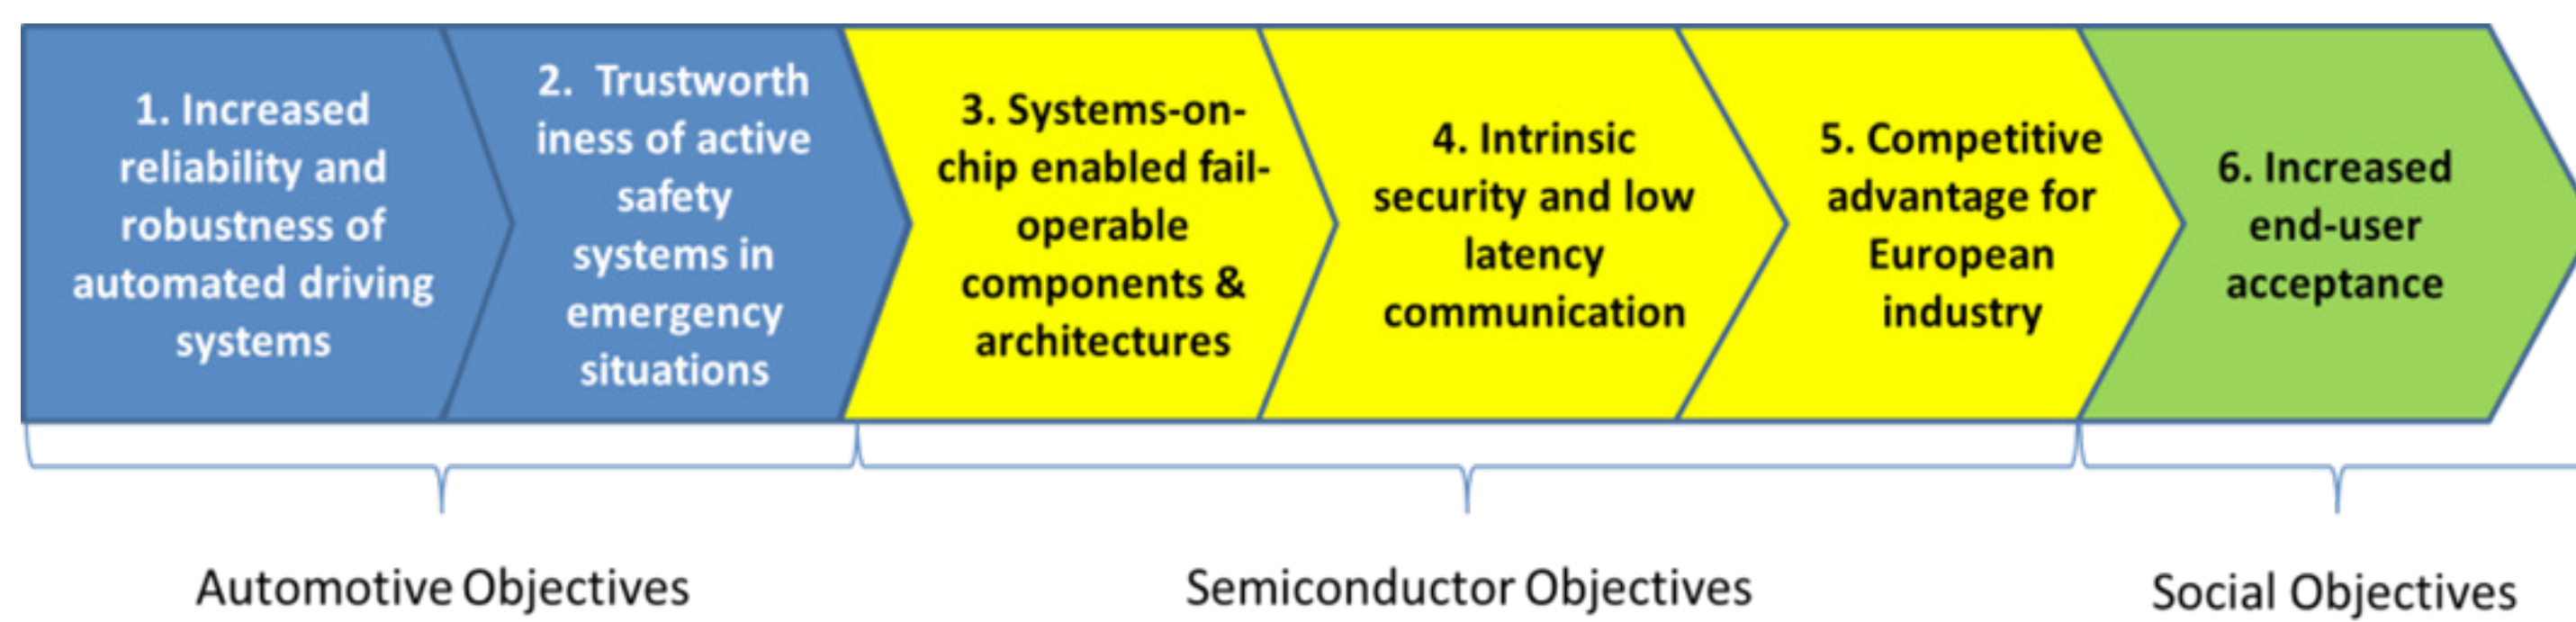 1. Increased
reliability and
robustness of
automated driving
systems
2. Trustworth
iness of active
safety
systems in
emergency
situations
3. Systems-on-
chip enabled fail-
operable
components &
architectures
4. Intrinsic
security and low
latency
communication
5. Competitive
advantage for
European
industry
6. Increased
end-user
acceptance
Automotive Objectives
Semiconductor Objectives
Social Objectives